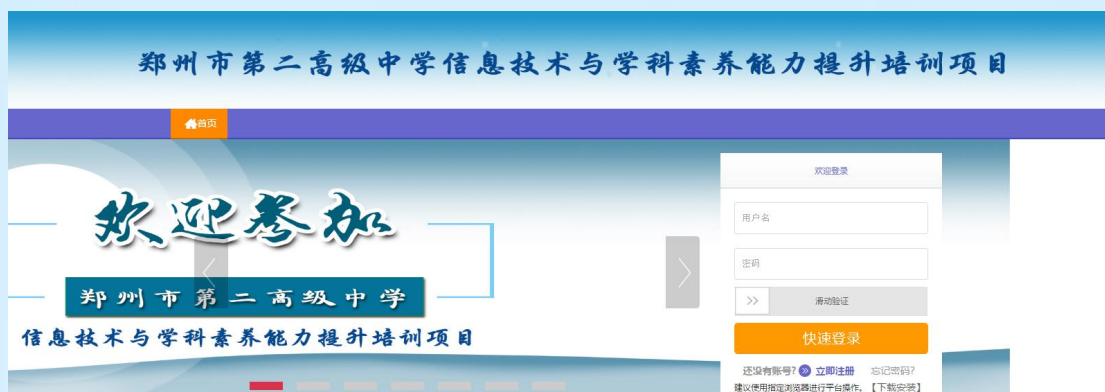 郑州市第二高级中学信息技术与学科素养能力提升培训项目
首页
欢迎参加
郑州市第二高级中学
信息技术与学科素养能力提升培训项目
欢迎登录
用户名
密码
>> 滑动验证
快速登录
还没有账号? 立即注册 忘记密码?
建议使用指定浏览器进行平台操作。【下载安装】